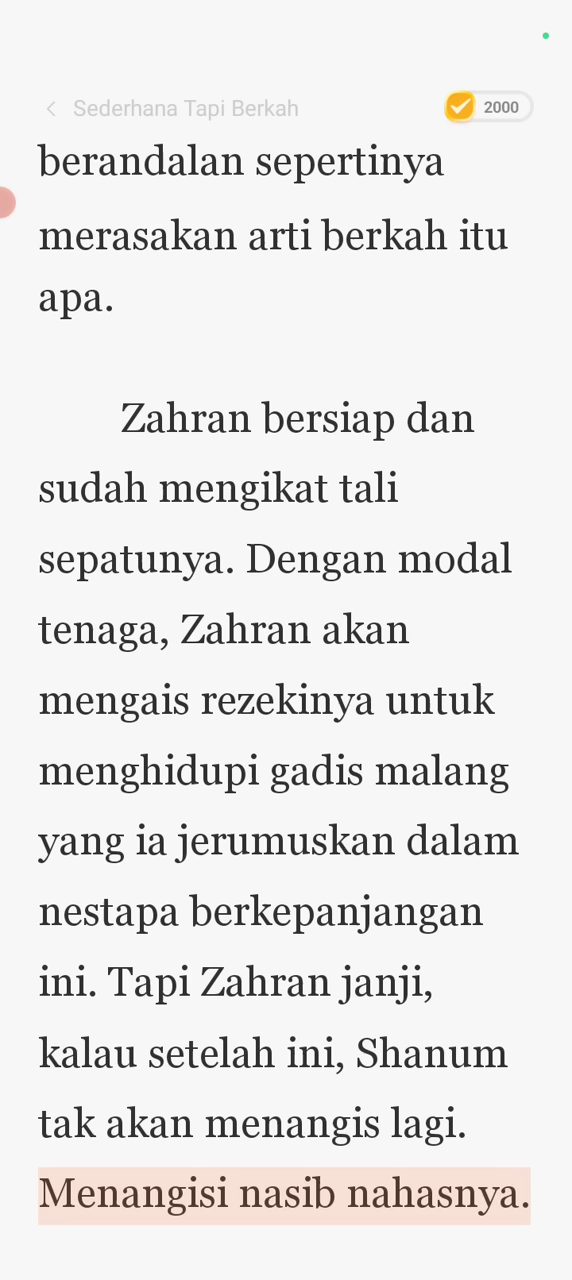 Sederhana Tapi Berkah
2000
berandalan sepertinya
merasakan arti berkah itu
apa.
Zahran bersiap dan
sudah mengikat tali
sepatunya. Dengan modal
tenaga, Zahran akan
mengais rezekinya untuk
menghidupi gadis malang
yang ia jerumuskan dalam
nestapa berkepanjangan
ini. Tapi Zahran janji,
kalau setelah ini, Shanum
tak akan menangis lagi.
Menangisi nasib nahasnya.